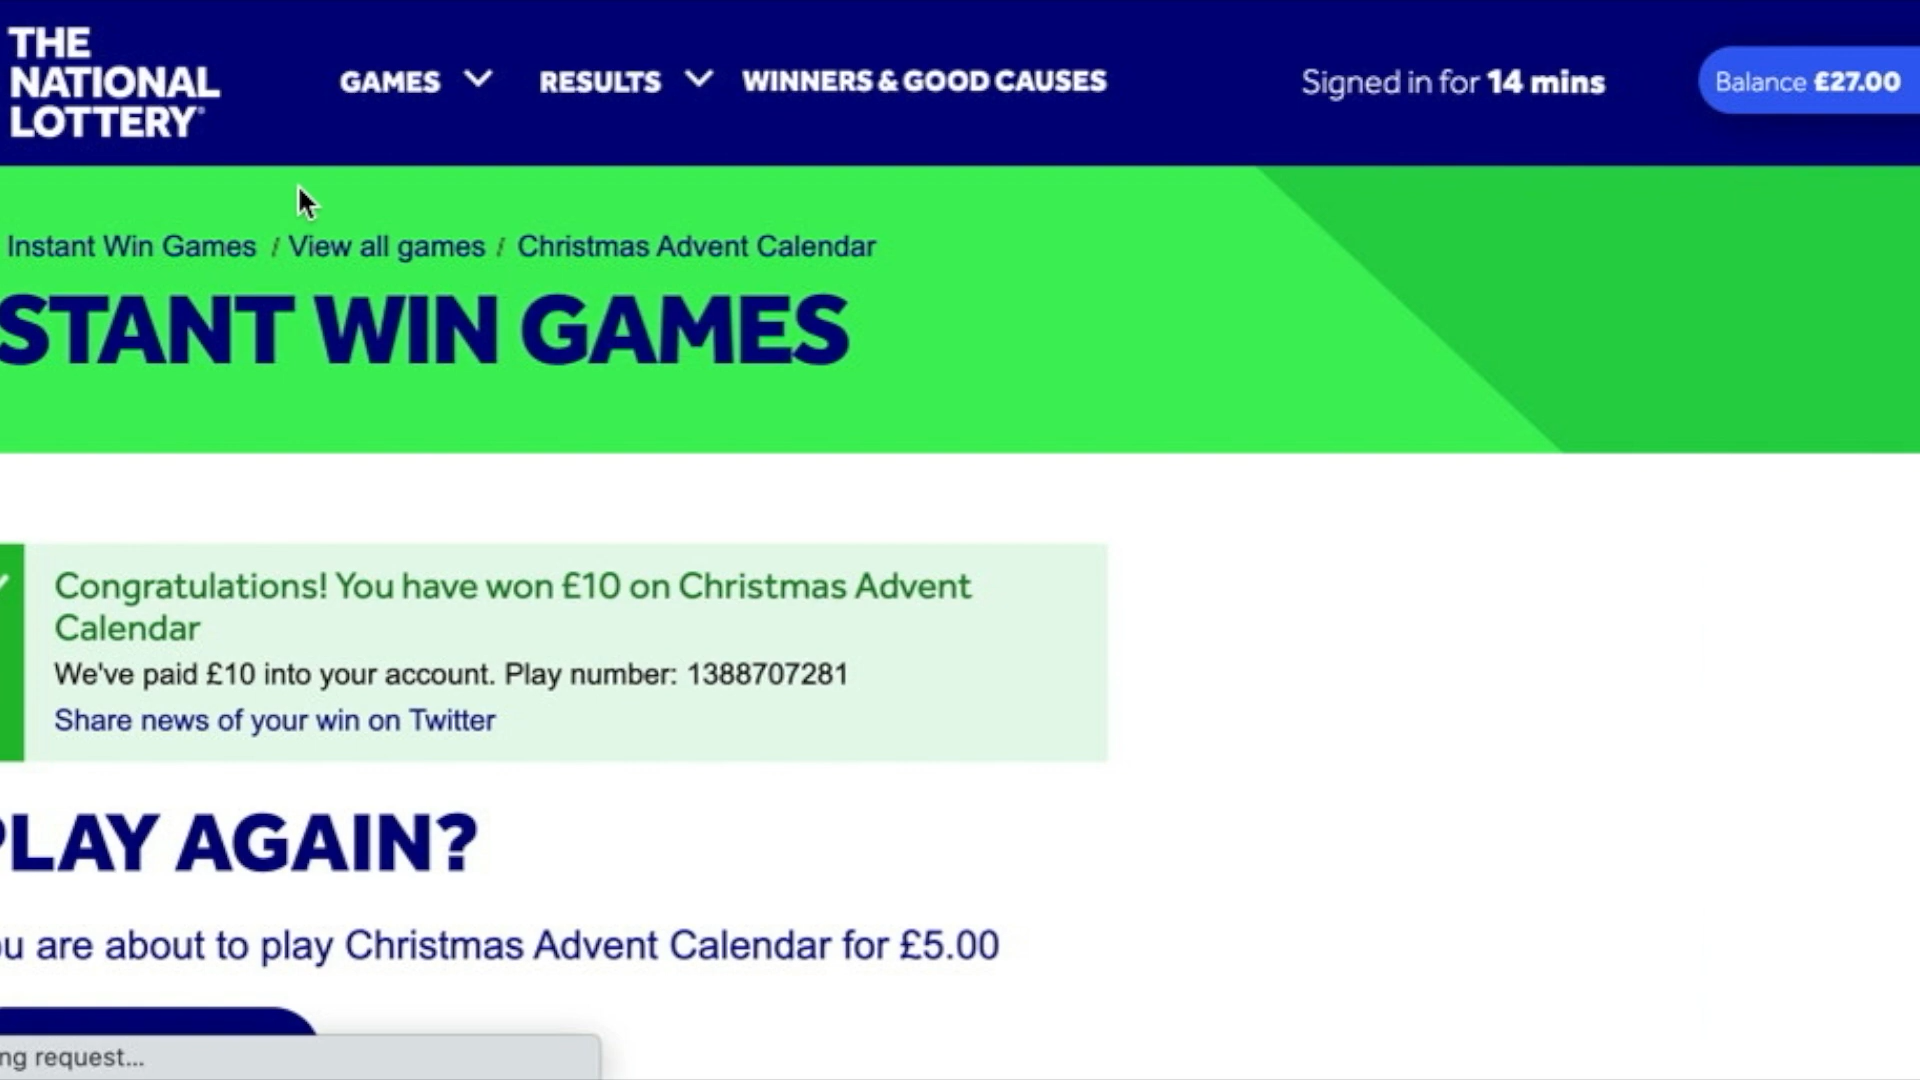 THE
NATIONAL
LOTTERY
GAMES RESULTS WINNERS & GOOD CAUSES Signed in for 14 mins Balance £27.00
Instant Win Games / View all games / Christmas Advent Calendar
STANT WIN GAMES
Congratulations! You have won £10 on Christmas Advent
Calendar
We've paid £10 into your account. Play number: 1388707281
Share news of your win on Twitter
PLAY AGAIN?
ou are about to play Christmas Advent Calendar for £5.00
ng request...